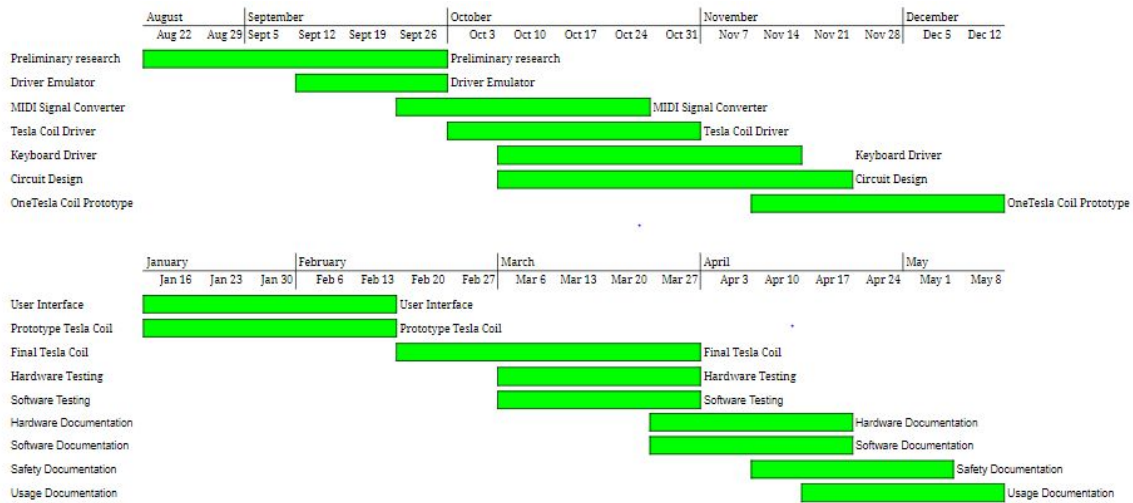 August September October November December
Aug 22 Aug 29 Sept 5 Sept 12 Sept 19 Sept 26 Oct 3 Oct 10 Oct 17 Oct 24 Oct 31 Nov 7 Nov 14 Nov 21 Nov 28 Dec 5 Dec 12
Preliminary research Preliminary research
Driver Emulator Driver Emulator
MIDI Signal Converter MIDI Signal Converter
Tesla Coil Driver Tesla Coil Driver
Keyboard Driver Keyboard Driver
Circuit Design Circuit Design
OneTesla Coil Prototype OneTesla Coil Prototype
January February March April May
Jan 16 Jan 23 Jan 30 Feb 6 Feb 13 Feb 20 Feb 27 Mar 6 Mar 13 Mar 20 Mar 27 Apr 3 Apr 10 Apr 17 Apr 24 May 1 May 8
User Interface User Interface
Prototype Tesla Coil Prototype Tesla Coil
Final Tesla Coil Final Tesla Coil
Hardware Testing Hardware Testing
Software Testing Software Testing
Hardware Documentation Hardware Documentation
Software Documentation Software Documentation
Safety Documentation Safety Documentation
Usage Documentation Usage Documentation